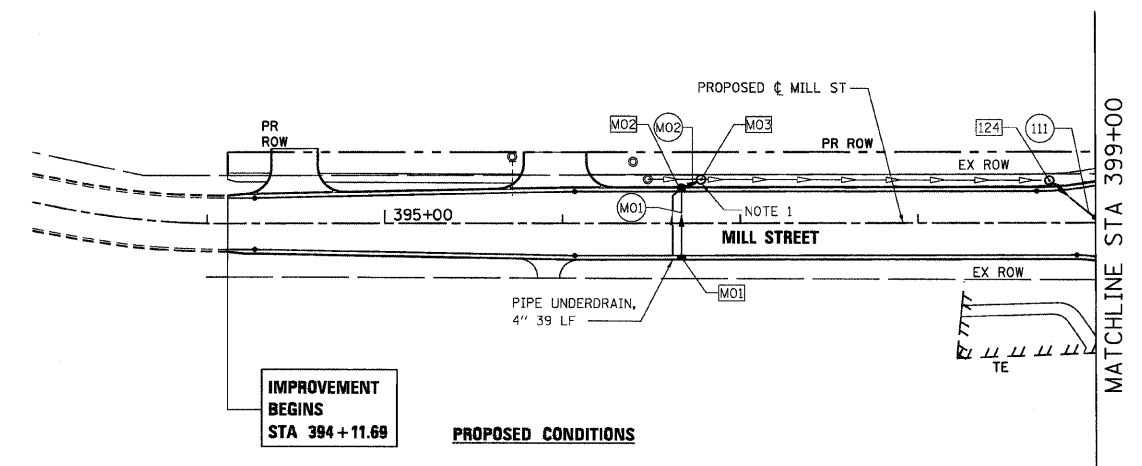 PROPOSED ℄ MILL ST
PR
ROW
M02
M02
M03
124
111
PR ROW
EX ROW
395+00
M01
NOTE 1
MILL STREET
EX ROW
M01
PIPE UNDERDRAIN,
4" 39 LF
TE
MATCHLINE STA 399+00
IMPROVEMENT
BEGINS
STA 394+11.69
PROPOSED CONDITIONS